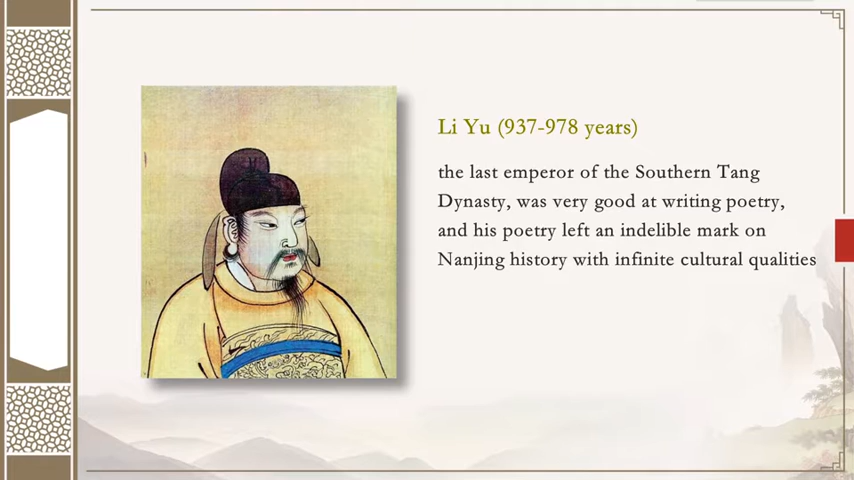 Li Yu (937-978 years)
the last emperor of the Southern Tang
Dynasty, was very good at writing poetry,
and his poetry left an indelible mark on
Nanjing history with infinite cultural qualities